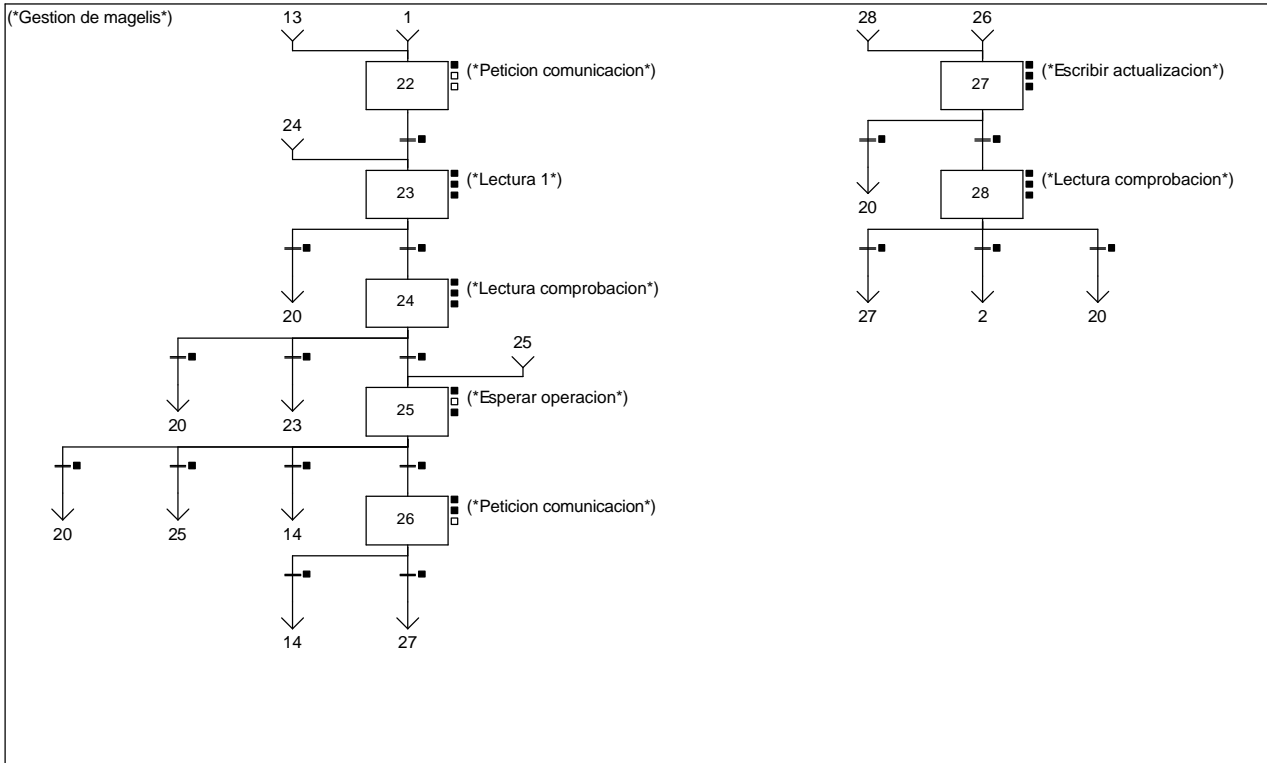 (*Gestion de magelis*) 13 1 28 26
22 (*Peticion comunicacion*) 27 (*Escribir actualizacion*)
24
23 (*Lectura 1*) 28 (*Lectura comprobacion*)
20
20 24 (*Lectura comprobacion*) 27 2 20
25
25 (*Esperar operacion*)
20 23
26 (*Peticion comunicacion*)
20 25 14
14 27